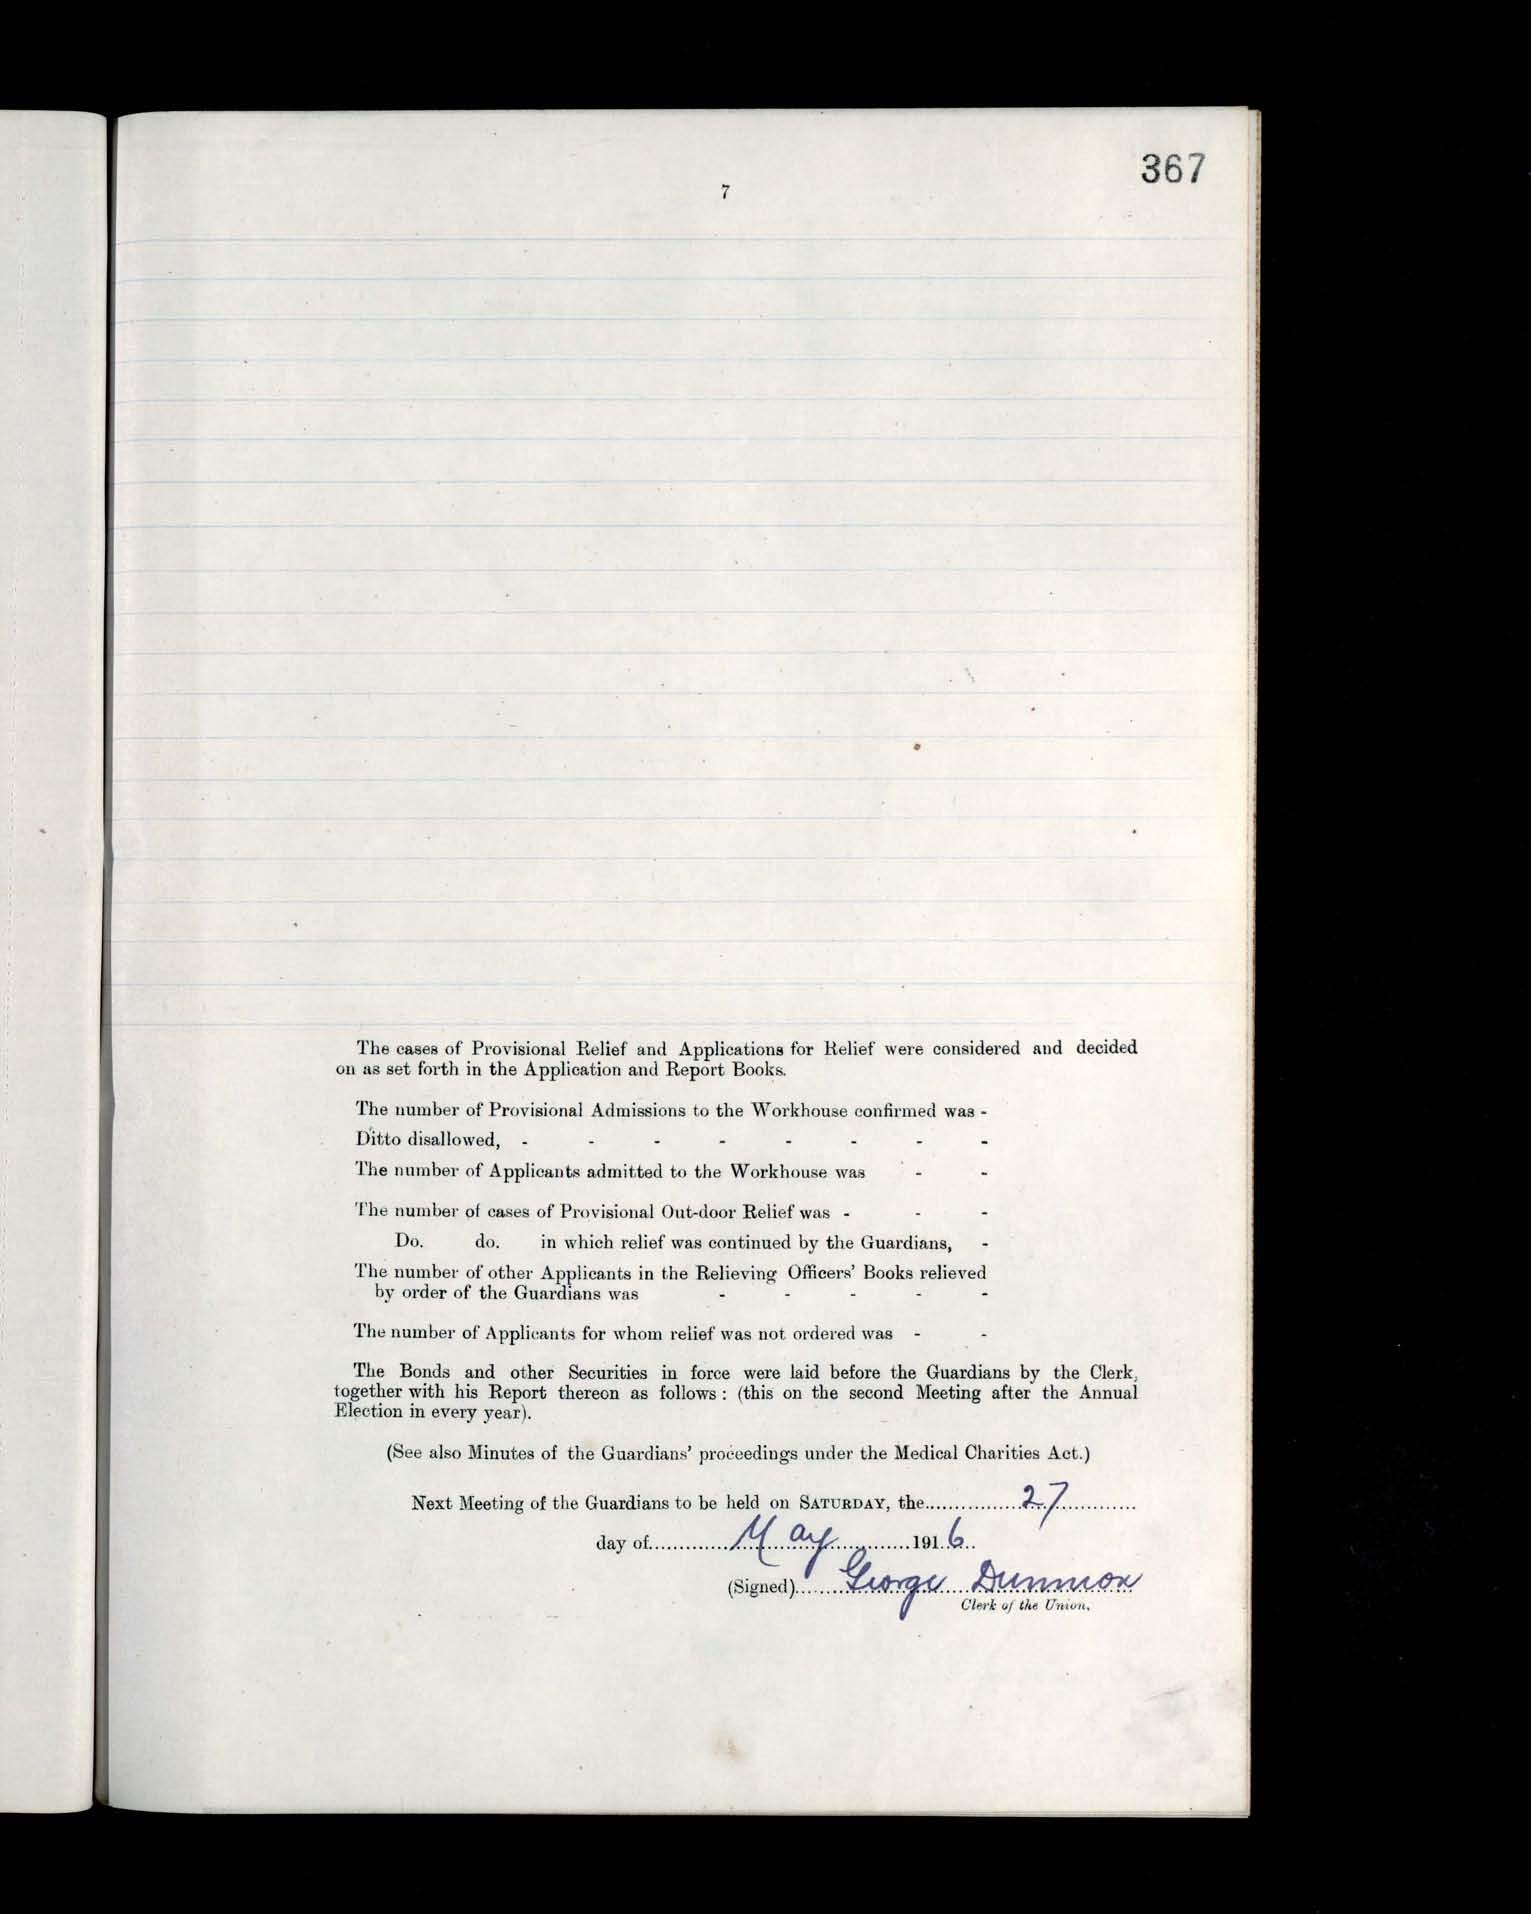 367
7
The cases of Provisional Relief and Applications for Relief were considered and decided
on as set forth in the Application and Report Books.
The number of Provisional Admissions to the Workhouse confirmed was -
Ditto disallowed, - - - - - - - -
The number of Applicants admitted to the Workhouse was - -
The number of cases of Provisional Out-door Relief was - - -
Do. do. in which relief was continued by the Guardians, -
The number of other Applicants in the Relieving Officers' Books relieved
by order of the Guardians was - - - - -
The number of Applicants for whom relief was not ordered was - -
The Bonds and other Securities in force were laid before the Guardians by the Clerk,
together with his Report thereon as follows : (this on the second Meeting after the Annual
Election in every year).
(See also Minutes of the Guardians' proceedings under the Medical Charities Act.)
Next Meeting of the Guardians to be held on SATURDAY, the................27............
day of.............May............1916..
(Signed)........George Dunnion
Clerk of the Union.